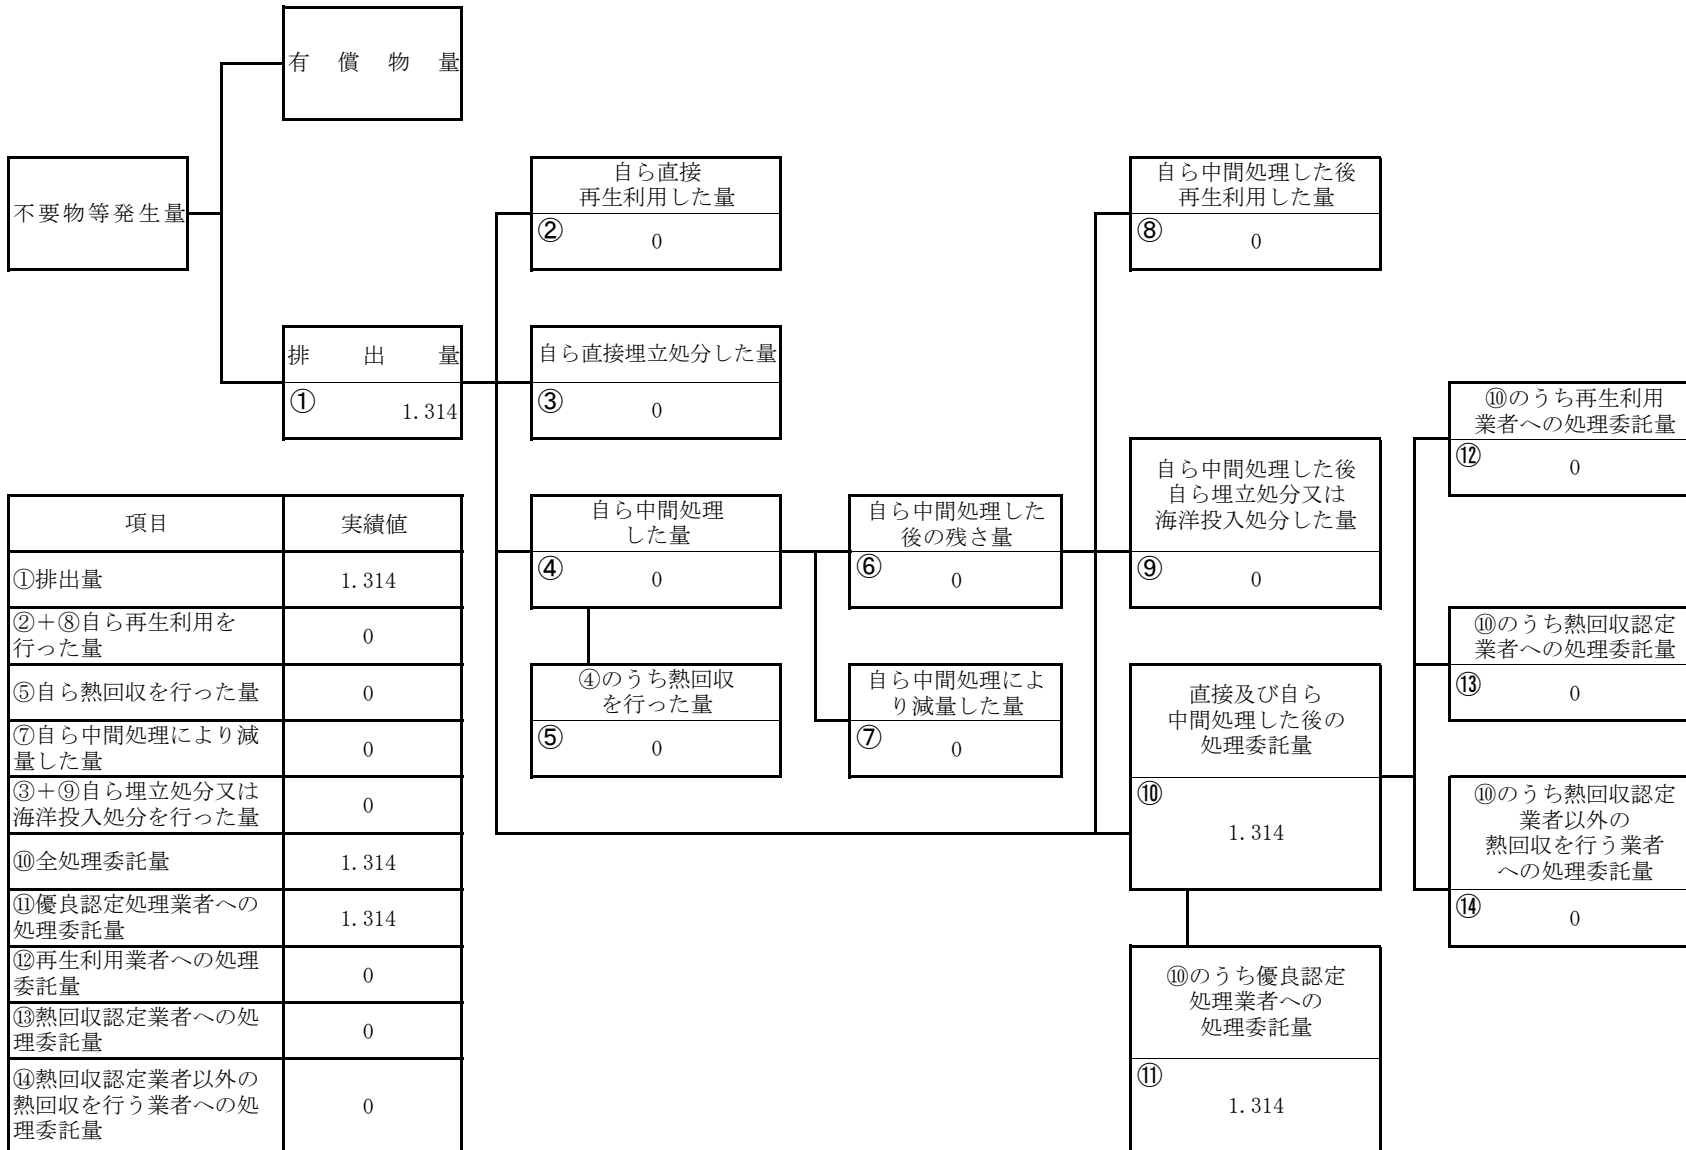 有償物量
不要物等発生量
自ら直接
再生利用した量
②
0
自ら中間処理した後
再生利用した量
⑧
0
排出量
①
1.314
自ら直接埋立処分した量
③
0
⑩のうち再生利用
業者への処理委託量
⑫
0
自ら中間処理
した量
④
0
自ら中間処理した
後の残さ量
⑥
0
自ら中間処理した後
自ら埋立処分又は
海洋投入処分した量
⑨
0
⑩のうち熱回収認定
業者への処理委託量
⑬
0
④のうち熱回収
を行った量
⑤
0
自ら中間処理によ
り減量した量
⑦
0
直接及び自ら
中間処理した後の
処理委託量
⑩
1.314
⑩のうち熱回収認定
業者以外の
熱回収を行う業者
への処理委託量
⑭
0
⑩のうち優良認定
処理業者への
処理委託量
⑪
1.314
項目 実績値
①排出量 1.314
②＋⑧自ら再生利用を
行った量
0
⑤自ら熱回収を行った量 0
⑦自ら中間処理により減
量した量
0
③＋⑨自ら埋立処分又は
海洋投入処分を行った量
0
⑩全処理委託量 1.314
⑪優良認定処理業者への
処理委託量
1.314
⑫再生利用業者への処理
委託量
0
⑬熱回収認定業者への処
理委託量
0
⑭熱回収認定業者以外の
熱回収を行う業者への処
理委託量
0